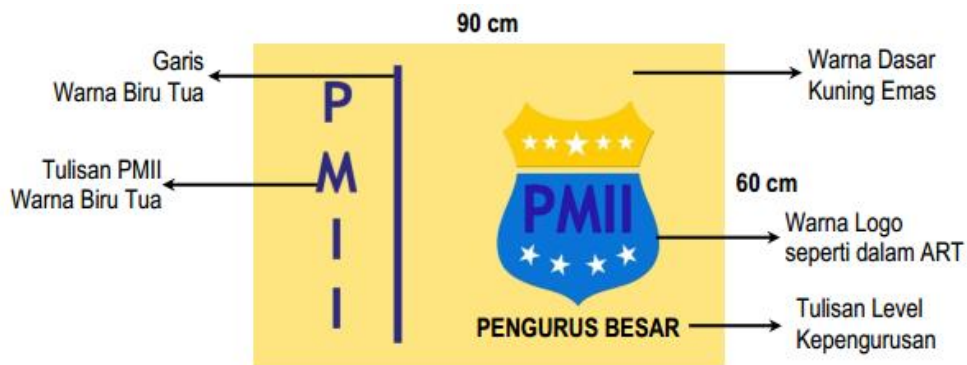 90 cm
Garis
Warna Biru Tua
Tulisan PMII
Warna Biru Tua
P
M
I
I
PMII
PENGURUS BESAR
Warna Dasar
Kuning Emas
60 cm
Warna Logo
seperti dalam ART
Tulisan Level
Kepengurusan